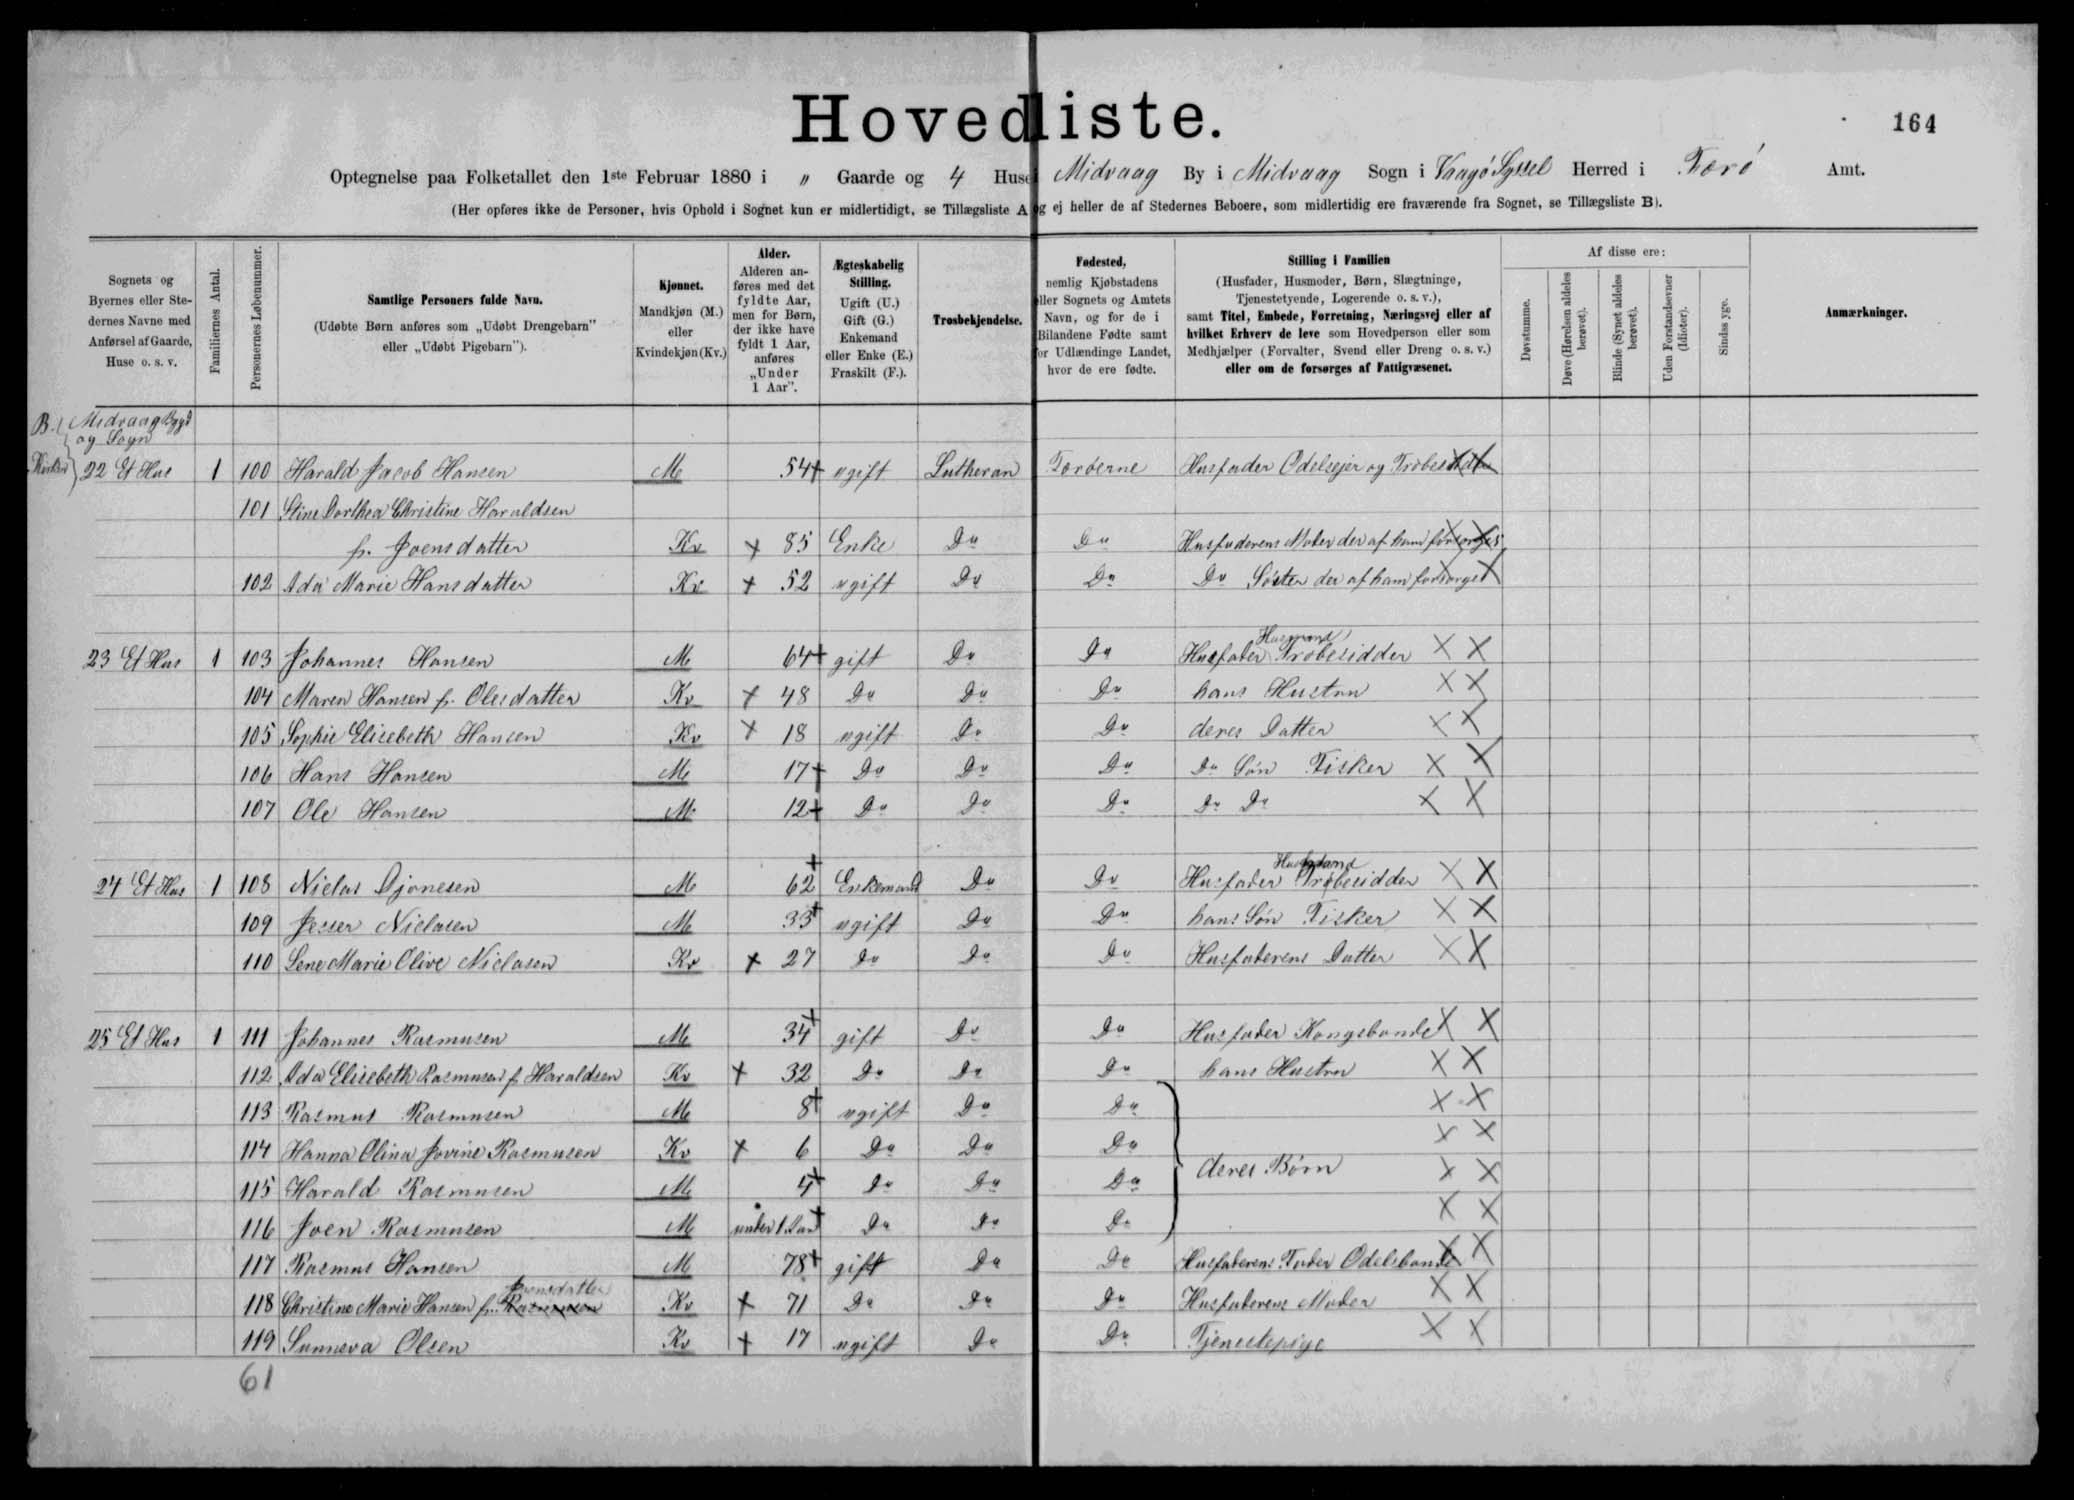 Hovedliste.
164
Optegnelse paa Folketallet den 1ste Februar 1880 i " Gaarde og 4 Huse i Midvaag By i Midvaag Sogn i Vaagø Syssel Herred i Færø Amt.
(Her opføres ikke de Personer, hvis Ophold i Sognet kun er midlertidigt, se Tillægsliste A og ej heller de af Stedernes Beboere, som midlertidig ere fraværende fra Sognet, se Tillægsliste B).
Sognets og Byernes eller Stedernes Navne med Anførsel af Gaarde, Huse o. s. v.
Familiernes Antal.
Personernes Løbenummer.
Samtlige Personers fulde Navn.
(Udøbte Børn anføres som „Udøbt Drengebarn" eller „Udøbt Pigebarn").
Kjønnet.
Mandkjøn (M.) eller Kvindekjøn (Kv.)
Alder.
Alderen anføres med det fyldte Aar, men for Børn, der ikke have fyldt 1 Aar, anføres „Under 1 Aar".
Ægteskabelig Stilling.
Ugift (U.) Gift (G.) Enkemand eller Enke (E.) Fraskilt (F.).
Trosbekjendelse.
Fødested,
nemlig Kjøbstadens eller Sognets og Amtets Navn, og for de i Bilandene Fødte samt for Udlændinge Landet, hvor de ere fødte.
Stilling i Familien
(Husfader, Husmoder, Børn, Slægtninge, Tjenestetyende, Logerende o. s. v.),
samt Titel, Embede, Forretning, Næringsvej eller af hvilket Erhverv de leve som Hovedperson eller som Medhjælper (Forvalter, Svend eller Dreng o. s. v.) eller om de forsørges af Fattigvæsenet.
Af disse ere:
Døvstumme.
Døve (Hørelsen aldeles berøvet).
Blinde (Synet aldeles berøvet).
Uden Forstandsevner (Idioter).
Sindssyge.
Anmærkninger.
B. Midvaag Bygd
og Sogn
22 Et Hus 1 100 Harald Jacob Hansen M 54 + ugift Lutheran Færøerne Husfader Odelsejer og
101 Stine Dorthea Christine Haraldsen
f. Joensdatter Kv + 85 Enke Do Do Husfaderens Moder der af ham forsørges
102 Ada Marie Hansdatter Kv + 52 ugift Do Do Do Søster der af ham forsørges X
Husmand
23 Et Hus 1 103 Johannes Hansen M 64 + gift Do Do Husfader Trøbesidder X X
104 Maren Hansen f. Olesdatter Kv + 48 Do Do Do hans Hustru X X
105 Sophie Elisebeth Hansen Kv + 18 ugift Do Do deres Datter X X
106 Hans Hansen M 17 + Do Do Do Do Søn Fisker X X
107 Ole Hansen M 12 + Do Do Do Do Do X X
Husmand
24 Et Hus 1 108 Niclas Djonesen M 62 + Enkemand Do Do Husfader Trøbesidder X X
109 Jesser Niclasen M 33 + ugift Do Do hans Søn Fisker X X
110 Lene Marie Olive Niclasen Kv + 27 Do Do Do Husfaderens Datter X X
25 Et Hus 1 111 Johannes Rasmusen M 34 + gift Do Do Husfader Kongsbonde X X
112 Ada Elisebeth Rasmusen f. Haraldsen Kv + 32 Do Do Do hans Hustru X X
113 Rasmus Rasmusen M 8 + ugift Do Do X X
114 Hanna Olina Jovine Rasmusen Kv + 6 Do Do Do X X
115 Harald Rasmusen M 4 + Do Do Do deres Børn X X
116 Joen Rasmusen M under 1 Aar + Do Do Do X X
117 Rasmus Hansen M 78 + gift Do Do Husfaderens Fader Odelsbonde X X
Joensdatter
118 Christine Marie Hansen f. Rasmusen Kv + 71 Do Do Do Husfaderens Moder X X
119 Sunneva Olsen Kv + 17 ugift Do Do Tjenestepige X X
61